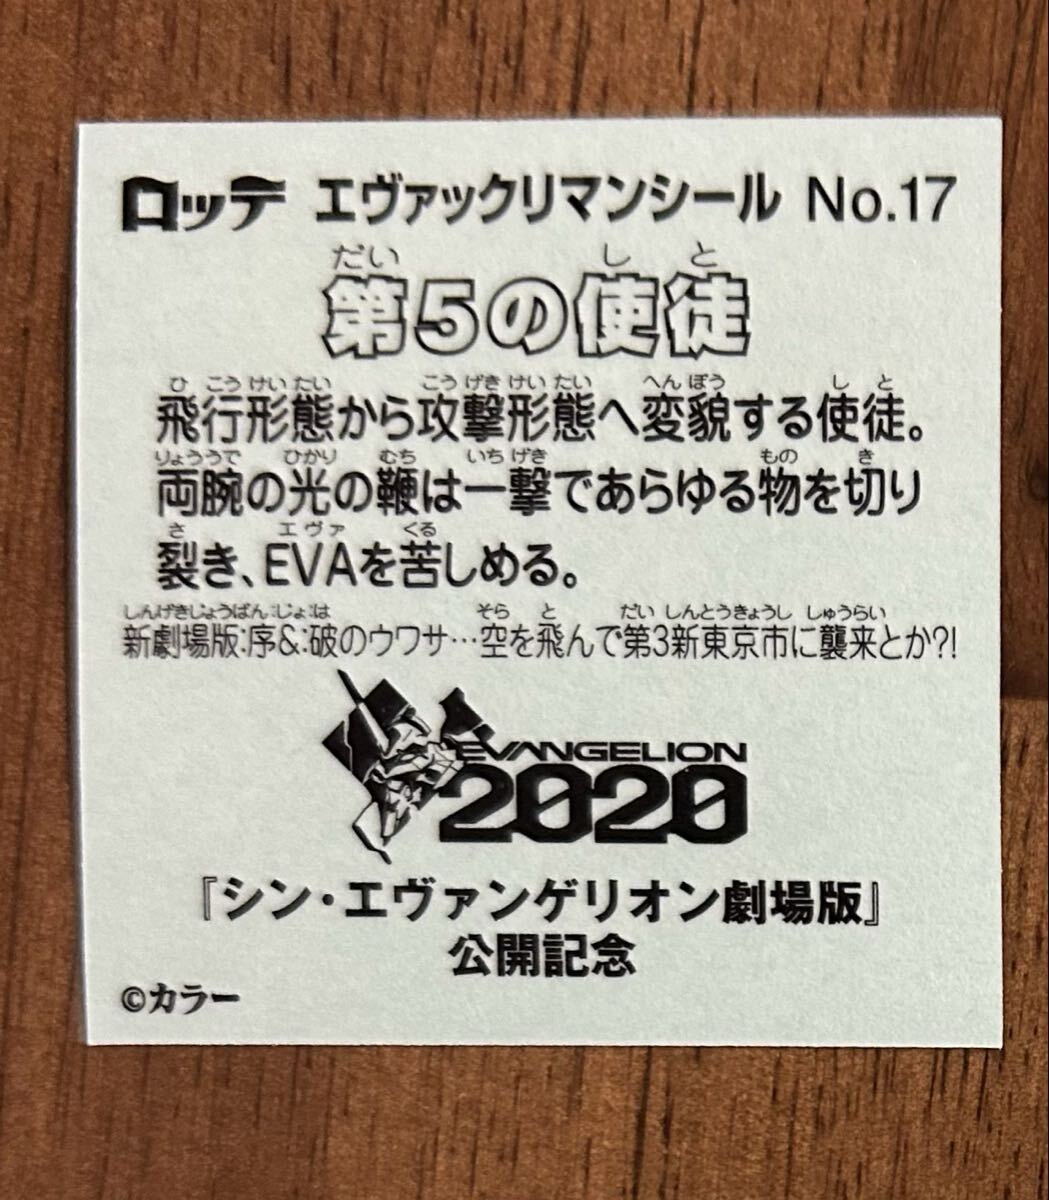 ロッテ エヴァックリマンシール No.17
だい しと
第5の使徒
ひこうけいたい こうげきけいたい へんぼう しと
飛行形態から攻撃形態へ変貌する使徒。
りょううで ひかり むち いちげき もの き
両腕の光の鞭は一撃であらゆる物を切り
さ エヴァ くる
裂き、EVAを苦しめる。
しんげきじょうばん:じょ:は そら と だい しんとうきょうし しゅうらい
新劇場版:序&:破のウワサ…空を飛んで第3新東京市に襲来とか?!
EVANGELION
2020
『シン・エヴァンゲリオン劇場版』
公開記念
©カラー